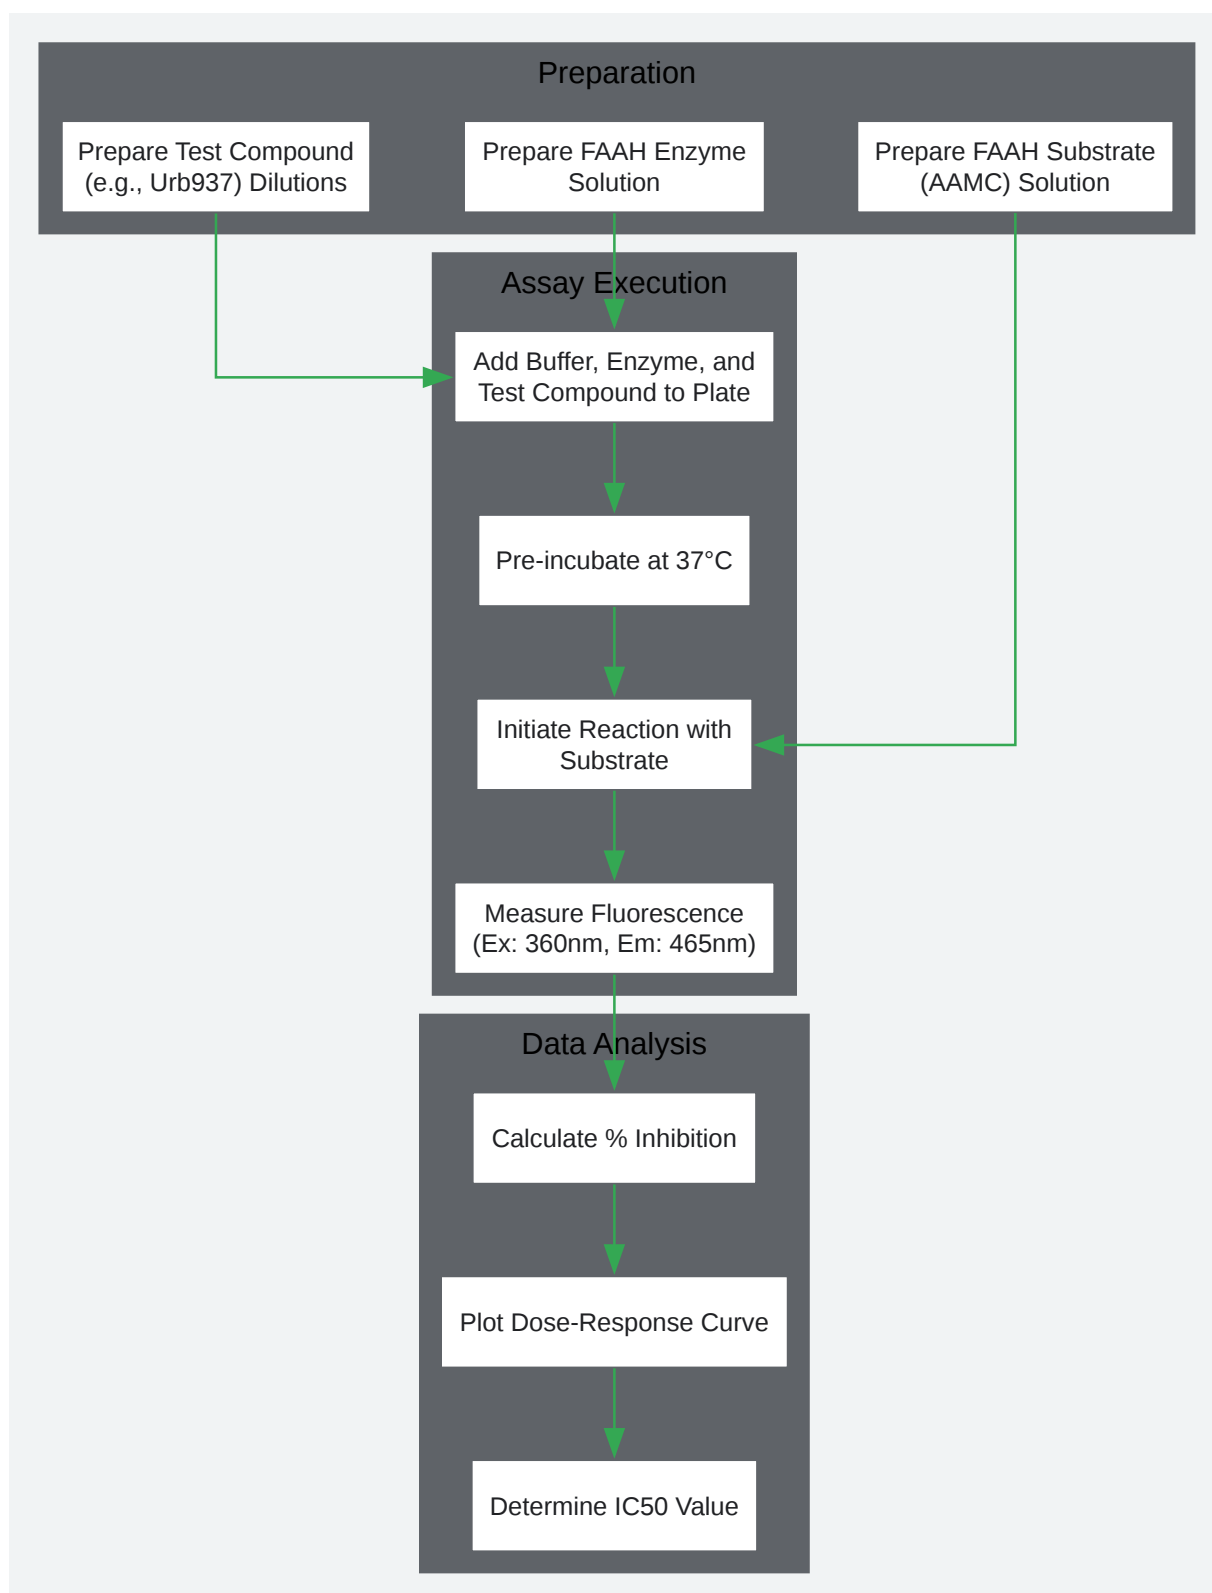 Preparation
Prepare Test Compound
(e.g., Urb937) Dilutions
Prepare FAAH Enzyme
Solution
Prepare FAAH Substrate
(AAMC) Solution
Assay Execution
Add Buffer, Enzyme, and
Test Compound to Plate
Pre-incubate at 37°C
Initiate Reaction with
Substrate
Measure Fluorescence
(Ex: 360nm, Em: 465nm)
Data Analysis
Calculate % Inhibition
Plot Dose-Response Curve
Determine IC50 Value